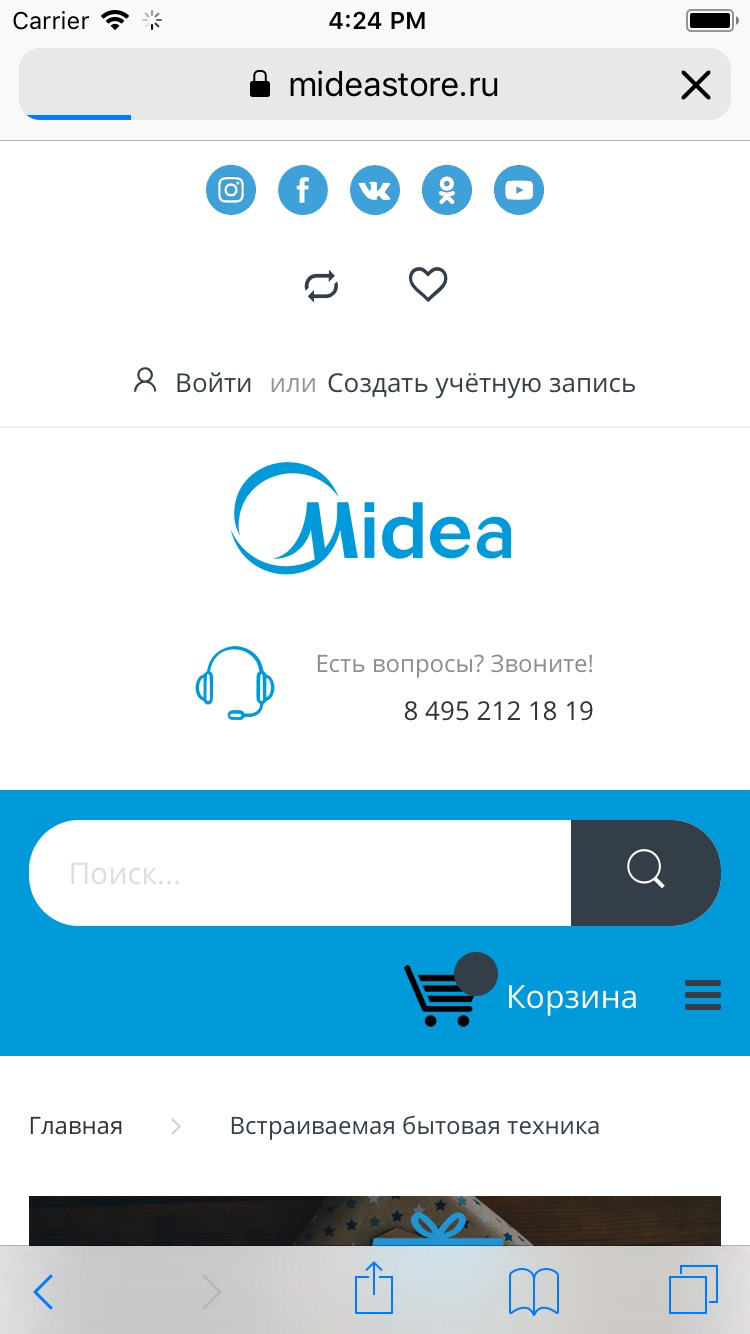 Carrier 4:24 PM
mideastore.ru
Войти или Создать учётную запись
Midea
Есть вопросы? Звоните!
8 495 212 18 19
Поиск...
Корзина
Главная Встраиваемая бытовая техника